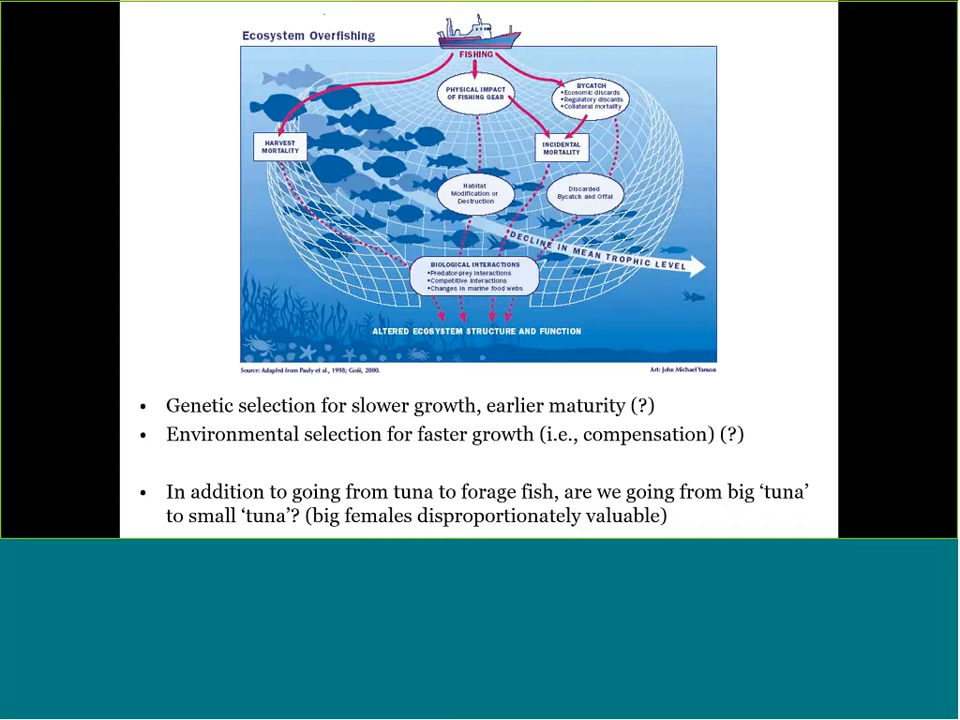 Ecosystem Overfishing
FISHING
PHYSICAL IMPACT
OF FISHING GEAR
BYCATCH
•Economic discards
•Regulatory discards
•Collateral mortality
HARVEST
MORTALITY
INCIDENTAL
MORTALITY
Habitat
Modification or
Destruction
Discarded
Bycatch and Offal
DECLINE IN MEAN TROPHIC LEVEL
BIOLOGICAL INTERACTIONS
•Predator-prey interactions
•Competitive interactions
•Changes in marine food webs
ALTERED ECOSYSTEM STRUCTURE AND FUNCTION
Source: Adapted from Pauly et al., 1998; Goñi, 2000.
Art: John Michael Yanson
• Genetic selection for slower growth, earlier maturity (?)
• Environmental selection for faster growth (i.e., compensation) (?)
• In addition to going from tuna to forage fish, are we going from big ‘tuna’
to small ‘tuna’? (big females disproportionately valuable)